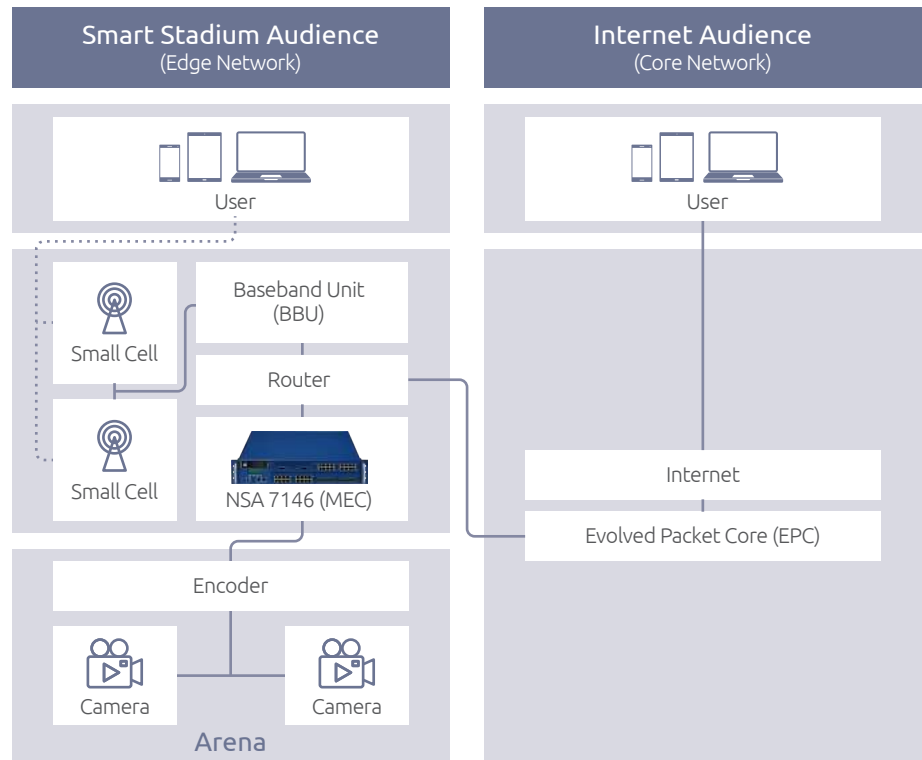 Smart Stadium Audience
(Edge Network)
Internet Audience
(Core Network)
User
User
Small Cell
Baseband Unit
(BBU)
Router
Small Cell
NSA 7146 (MEC)
Internet
Evolved Packet Core (EPC)
Encoder
Camera
Camera
Arena